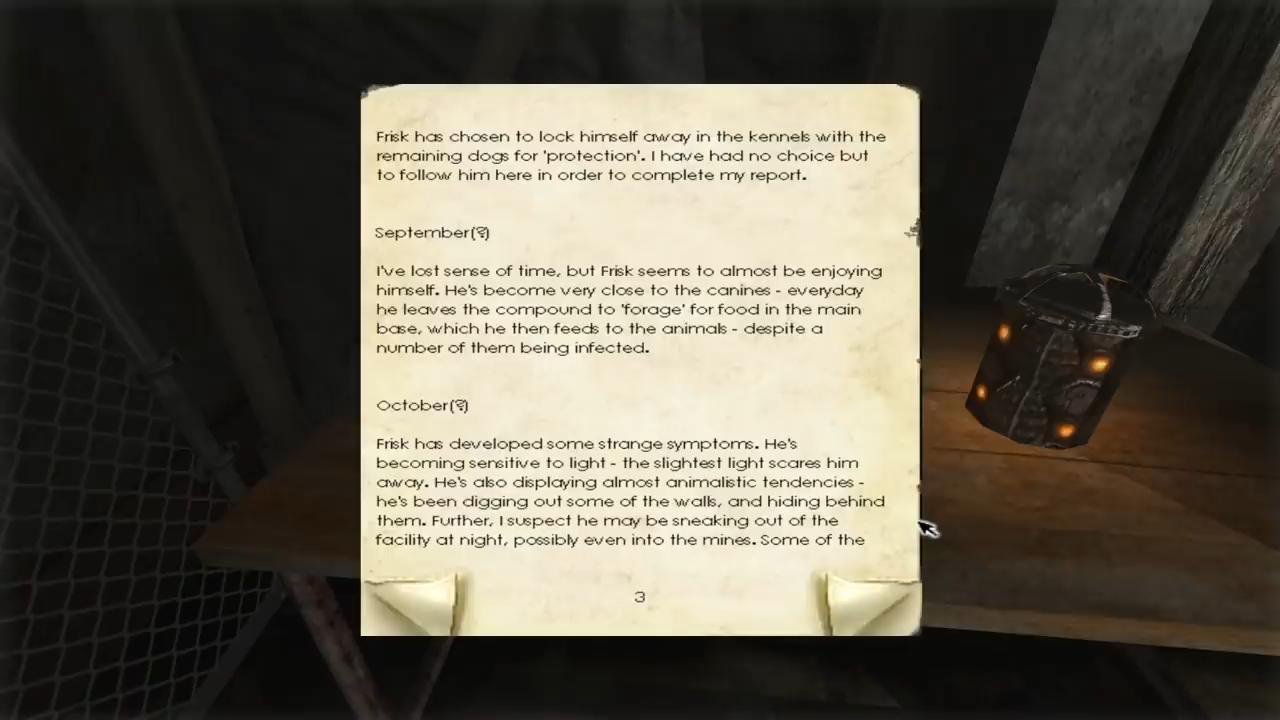 Frisk has chosen to lock himself away in the kennels with the
remaining dogs for 'protection'. I have had no choice but
to follow him here in order to complete my report.
September(?)
I've lost sense of time, but Frisk seems to almost be enjoying
himself. He's become very close to the canines - everyday
he leaves the compound to 'forage' for food in the main
base, which he then feeds to the animals - despite a
number of them being infected.
October(?)
Frisk has developed some strange symptoms. He's
becoming sensitive to light - the slightest light scares him
away. He's also displaying almost animalistic tendencies -
he's been digging out some of the walls, and hiding behind
them. Further, I suspect he may be sneaking out of the
facility at night, possibly even into the mines. Some of the
3